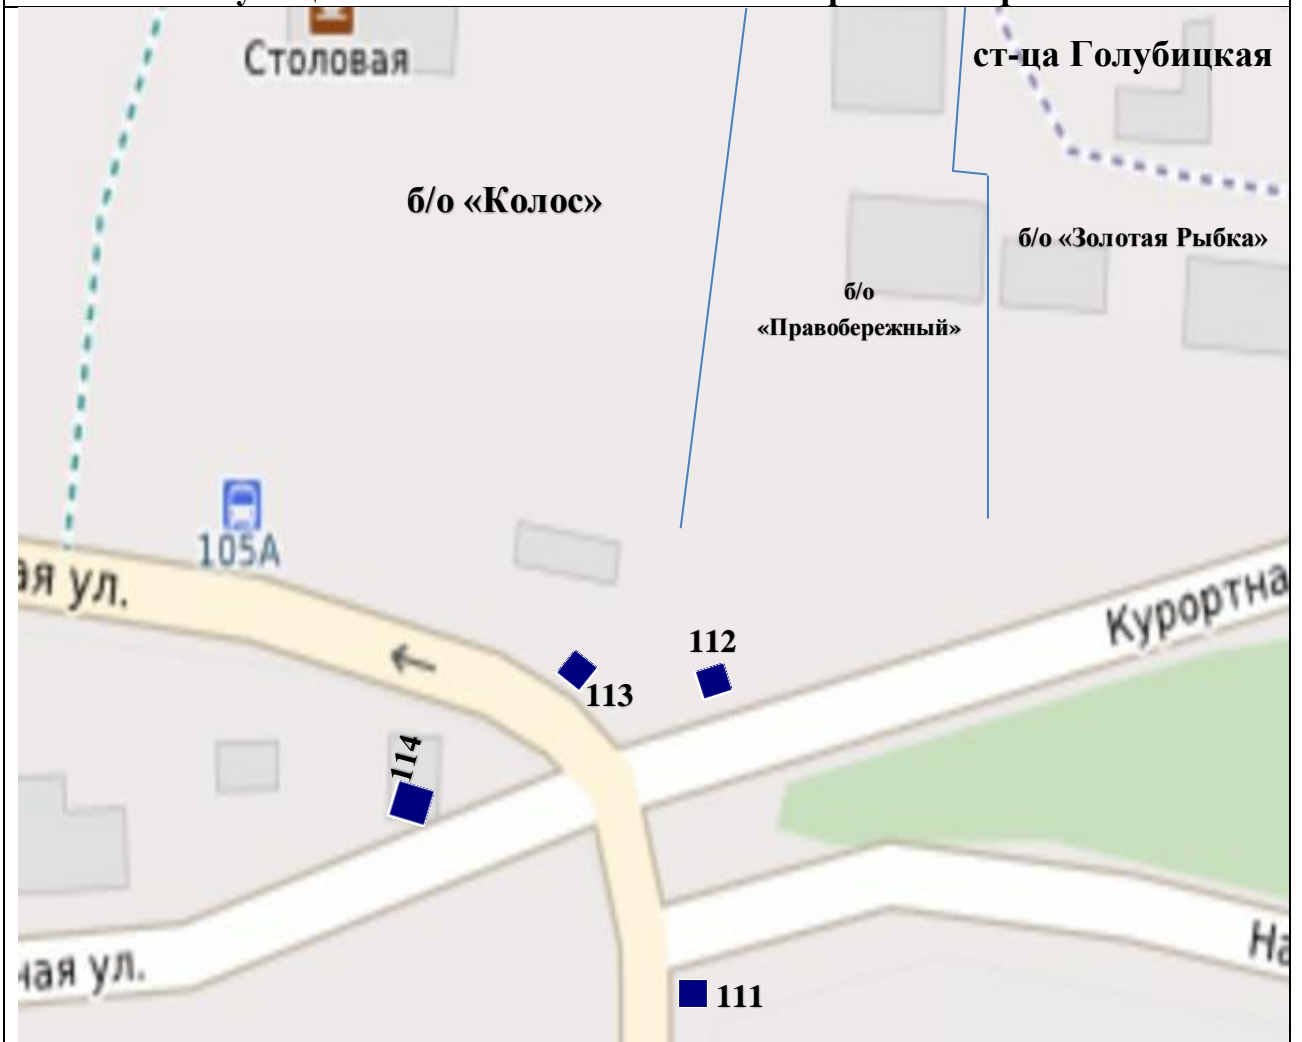 ст-ца Голубицкая
Столовая
б/о «Колос»
б/о «Золотая Рыбка»
б/о
«Правобережный»
105А
ая ул.
Курортна
112
113
114
На
ная ул.
111